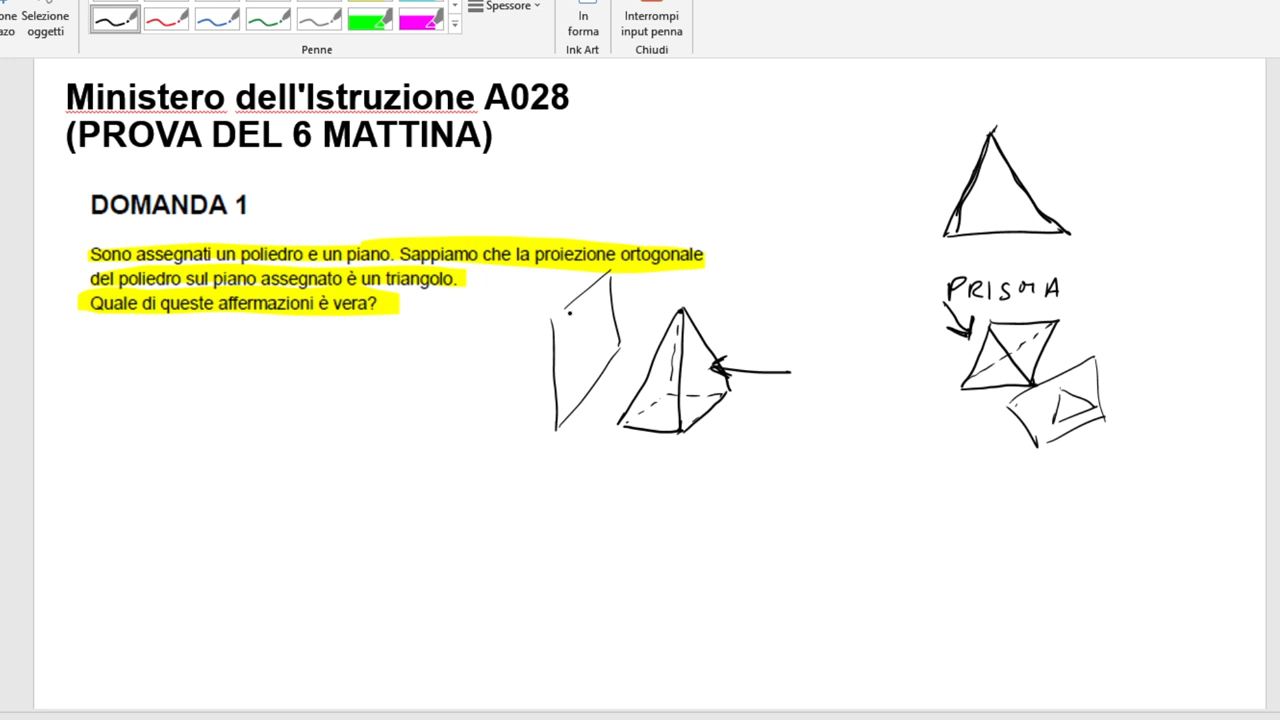 one Selezione
azo oggetti
Spessore
In
forma
Interrompi
input penna
Penne
Ink Art
Chiudi
Ministero dell'Istruzione A028
(PROVA DEL 6 MATTINA)
DOMANDA 1
Sono assegnati un poliedro e un piano. Sappiamo che la proiezione ortogonale
del poliedro sul piano assegnato è un triangolo.
Quale di queste affermazioni è vera?
PRISMA